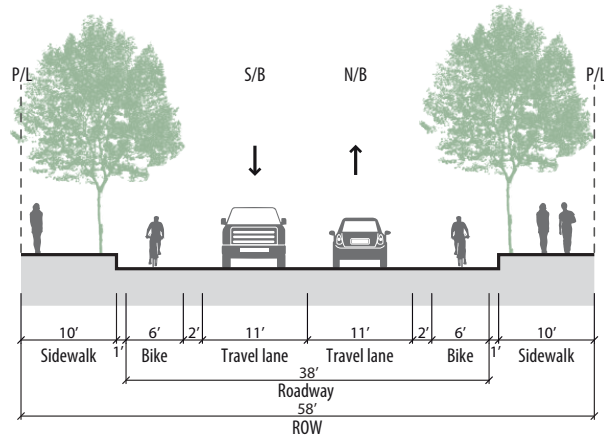 P/L S/B N/B P/L
10’ 6’ 2’ 11’ 11’ 2’ 6’ 10’
Sidewalk 1’ Bike Travel lane Travel lane Bike 1’ Sidewalk
38’
Roadway
58’
ROW